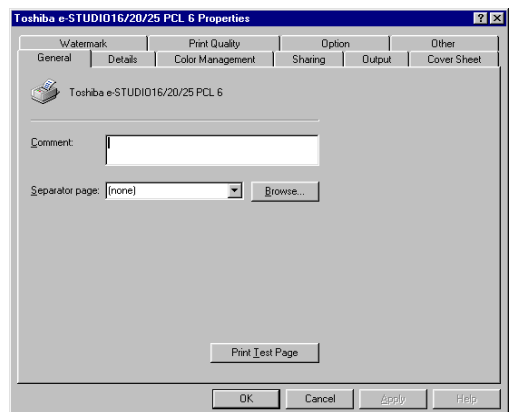 Toshiba e-STUDIO16/20/25 PCL 6 Properties
Watermark Print Quality Option Other
General Details Color Management Sharing Output Cover Sheet
Toshiba e-STUDIO16/20/25 PCL 6
Comment:
Separator page: (none) Browse...
Print Test Page
OK Cancel Apply Help